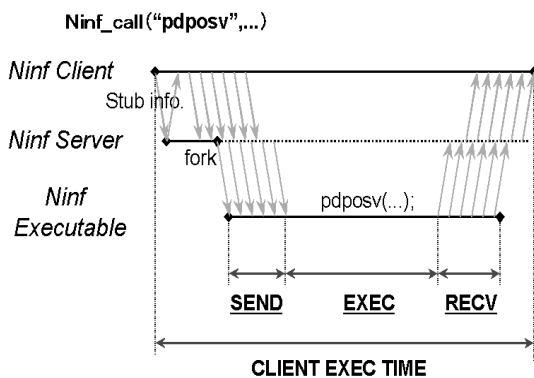 Ninf_call("pdposv",...)
Ninf Client
Stub info.
Ninf Server
fork
Ninf
Executable
pdposv(...);
SEND EXEC RECV
CLIENT EXEC TIME